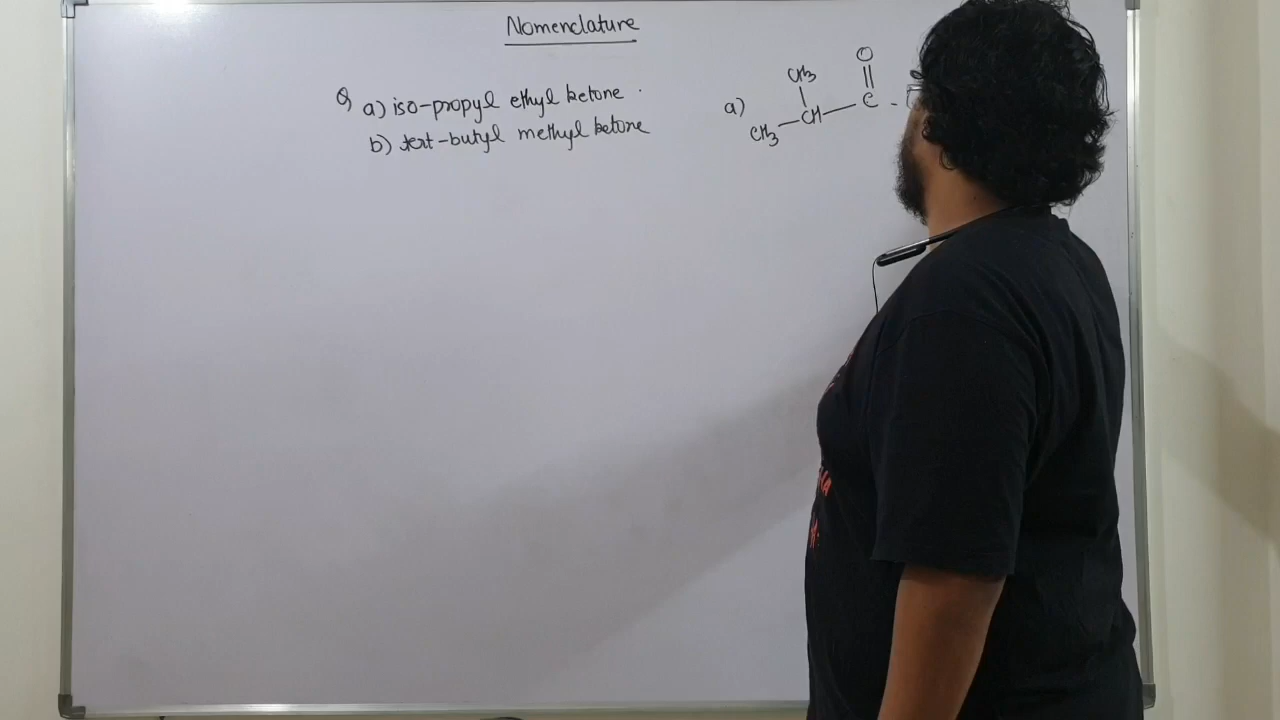 Nomenclature
Q) a) iso-propyl ethyl ketone.
b) tert-butyl methyl ketone
a)
O
CH3
CH3 — CH — C -